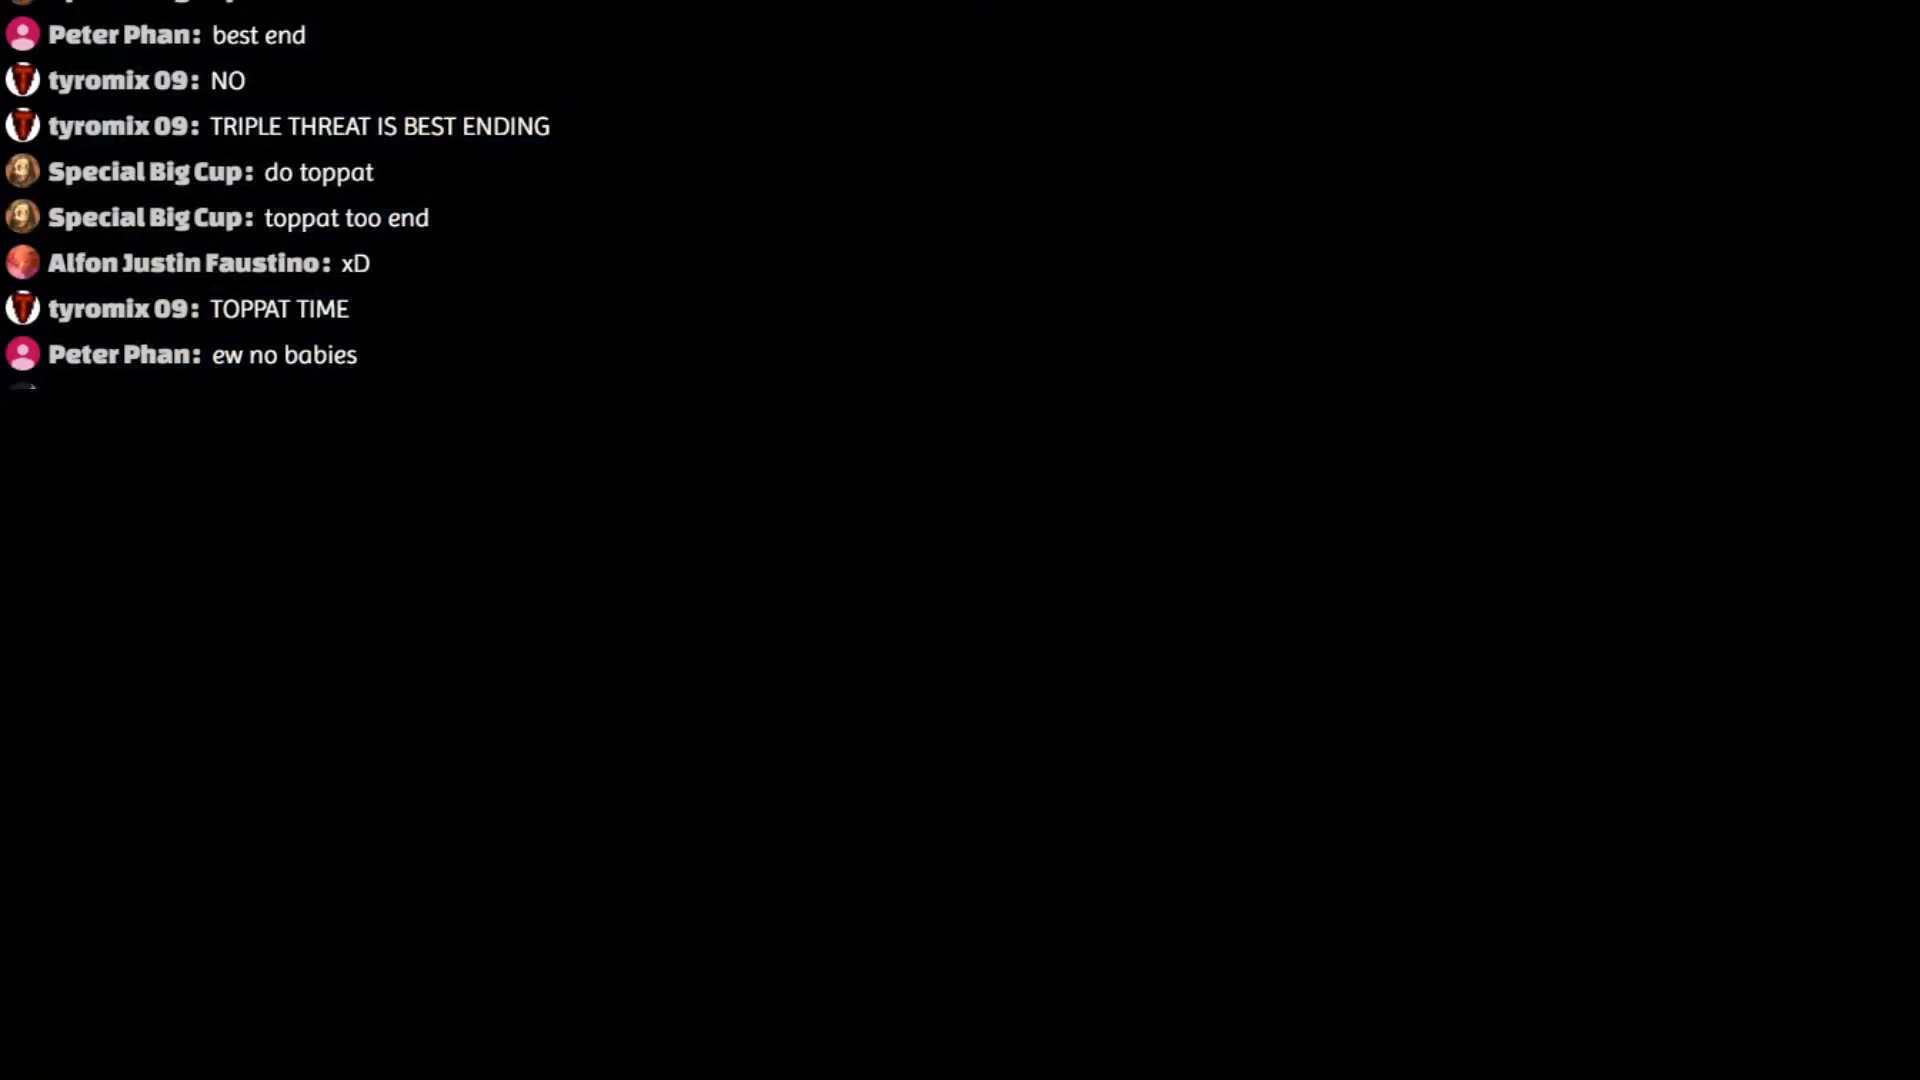 Peter Phan: best end
tyromix 09: NO
tyromix 09: TRIPLE THREAT IS BEST ENDING
Special Big Cup: do toppat
Special Big Cup: toppat too end
Alfon Justin Faustino: xD
tyromix 09: TOPPAT TIME
Peter Phan: ew no babies